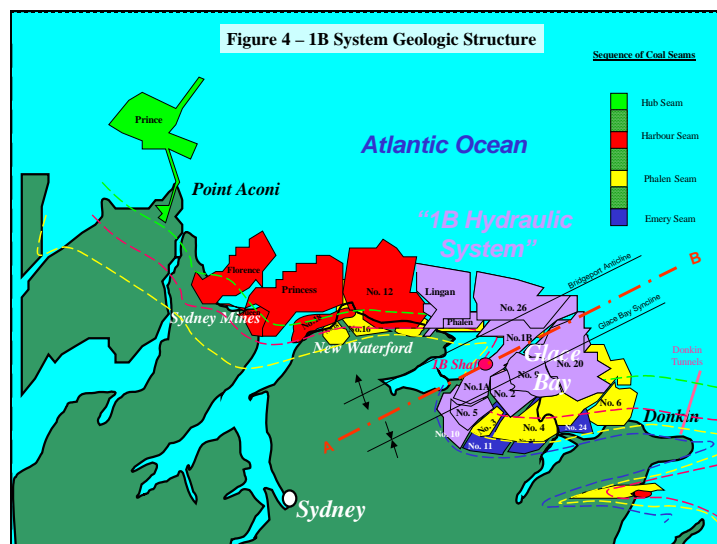 Figure 4 – 1B System Geologic Structure
Sequence of Coal Seams
Hub Seam
Harbour Seam
Phalen Seam
Emery Seam
Prince
Atlantic Ocean
Point Aconi
"1B Hydraulic
System"
Bridgeport Anticline
B
Florence
Princess
No. 12
Lingan
No. 26
Glace Bay Syncline
Sydney Mines
No.16
Phalen
New Waterford
No.1B
Glace
Bay
1B Shaf
No. 9
No. 20
Donkin
Tunnels
No.1A
No. 2
No. 5
No. 3
No. 4
No. 6
Donkin
No. 10
No. 11
No. 24
A
Sydney